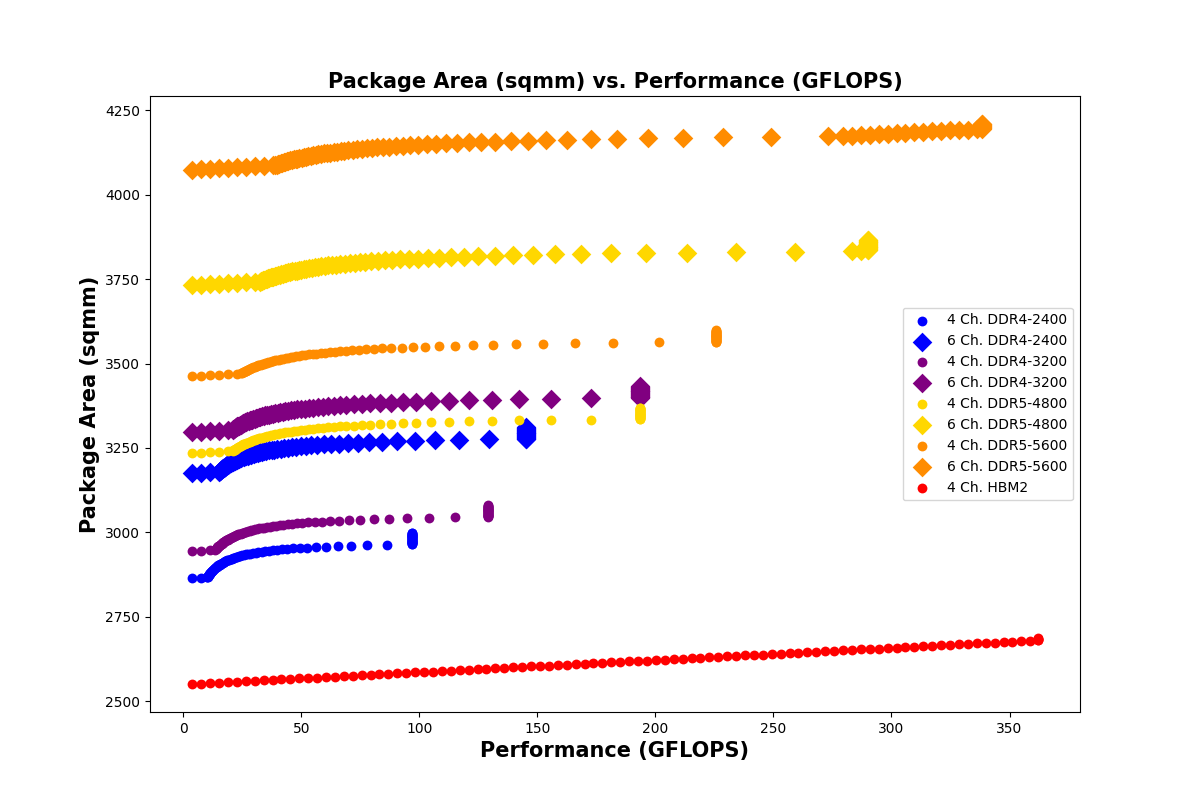 Package Area (sqmm) vs. Performance (GFLOPS)
Package Area (sqmm)
4250
4000
3750
3500
3250
3000
2750
2500
4 Ch. DDR4-2400
6 Ch. DDR4-2400
4 Ch. DDR4-3200
6 Ch. DDR4-3200
4 Ch. DDR5-4800
6 Ch. DDR5-4800
4 Ch. DDR5-5600
6 Ch. DDR5-5600
4 Ch. HBM2
0 50 100 150 200 250 300 350
Performance (GFLOPS)